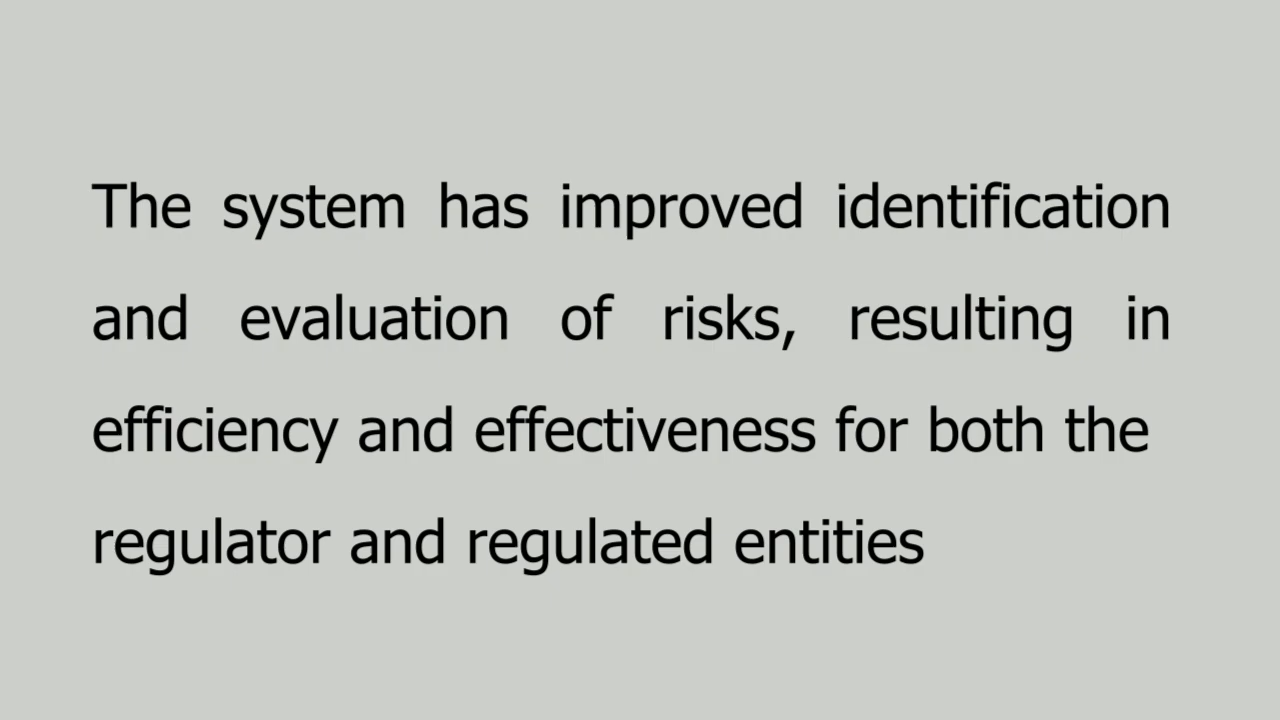 The system has improved identification
and evaluation of risks, resulting in
efficiency and effectiveness for both the
regulator and regulated entities